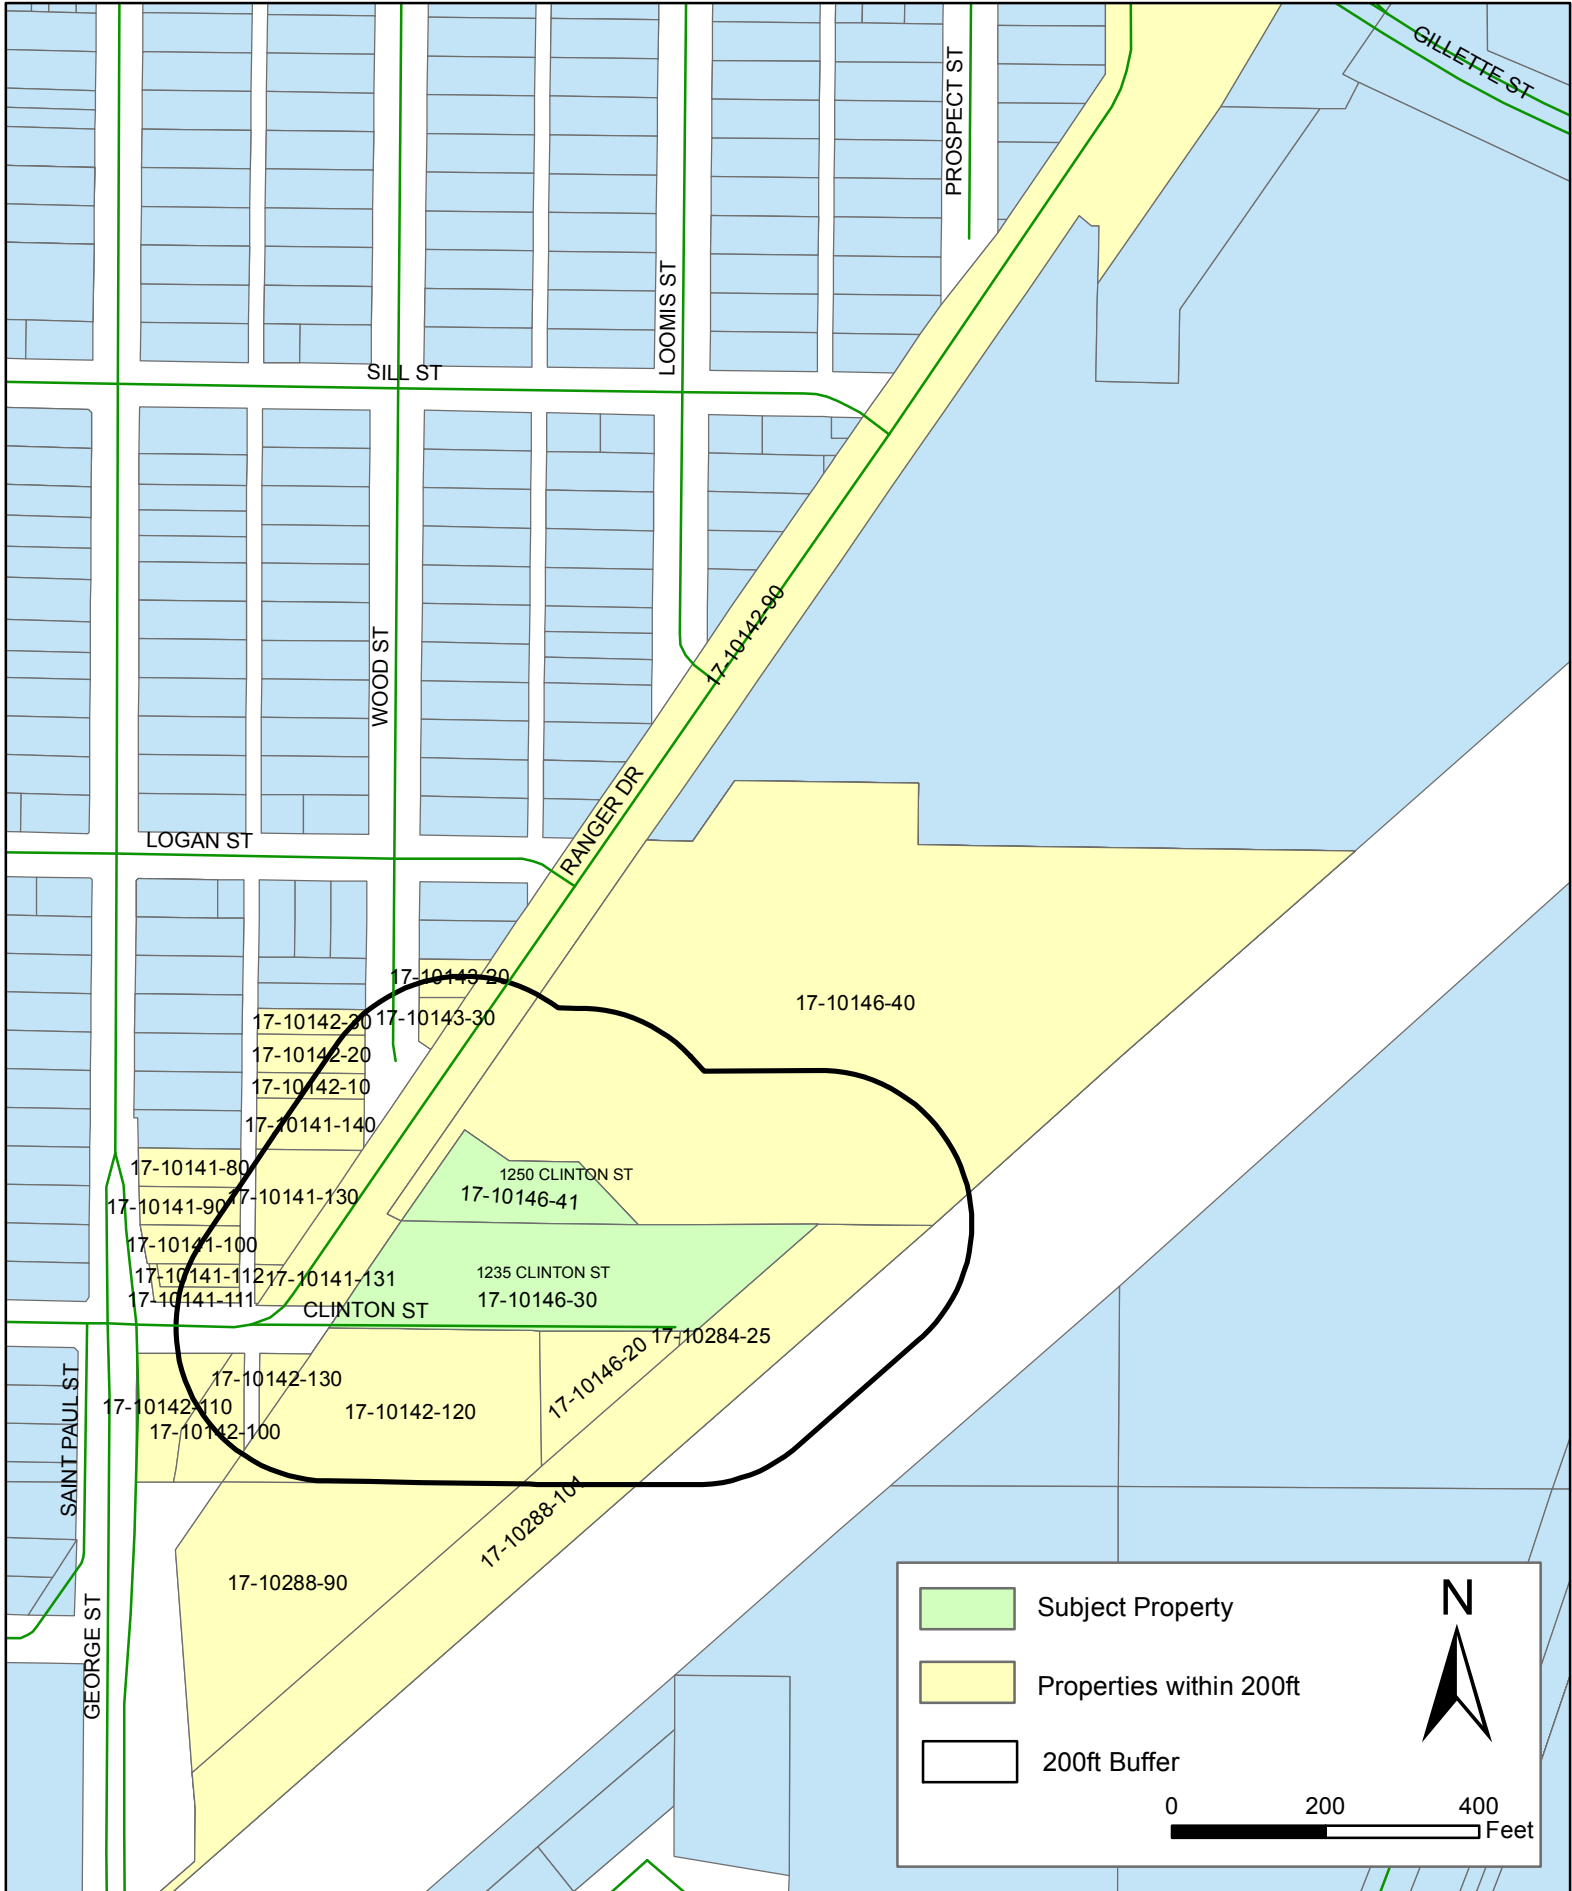 GILLETTE ST
PROSPECT ST
LOOMIS ST
SILL ST
17-10142-90
WOOD ST
RANGER DR
LOGAN ST
17-10143-20
17-10146-40
17-10142-30
17-10143-30
17-10142-20
17-10142-10
17-10141-140
17-10141-80
1250 CLINTON ST
17-10146-41
17-10141-130
17-10141-90
17-10141-100
1235 CLINTON ST
17-10141-112
17-10141-131
17-10146-30
17-10141-111
CLINTON ST
17-10284-25
17-10146-20
17-10142-130
17-10142-110
17-10142-120
17-10142-100
SAINT PAUL ST
17-10288-101
17-10288-90
GEORGE ST
N
Subject Property
Properties within 200ft
200ft Buffer
0 200 400
Feet